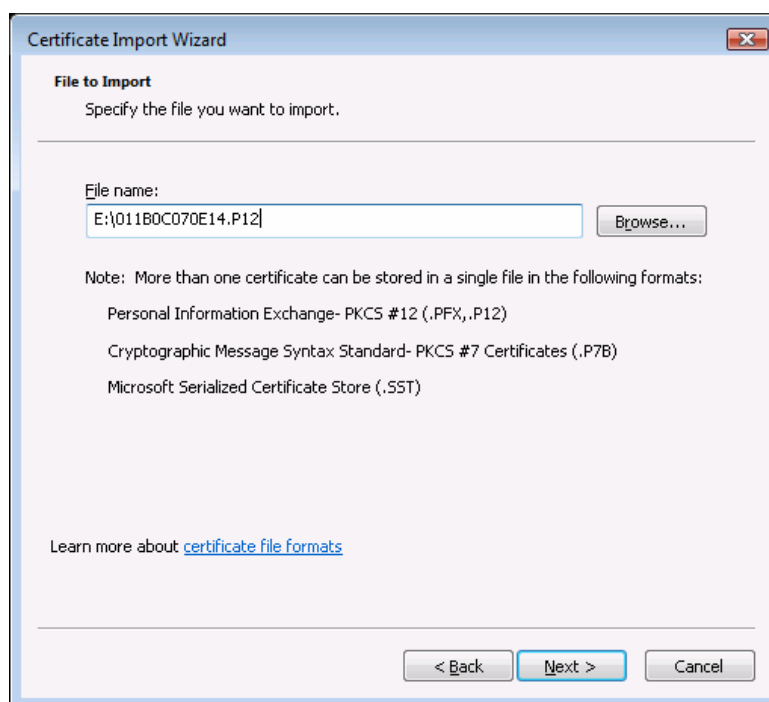 Certificate Import Wizard
File to Import
Specify the file you want to import.
File name:
E:\011B0C070E14.P12
Browse...
Note:  More than one certificate can be stored in a single file in the following formats:
Personal Information Exchange- PKCS #12 (.PFX,.P12)
Cryptographic Message Syntax Standard- PKCS #7 Certificates (.P7B)
Microsoft Serialized Certificate Store (.SST)
Learn more about certificate file formats
< Back
Next >
Cancel